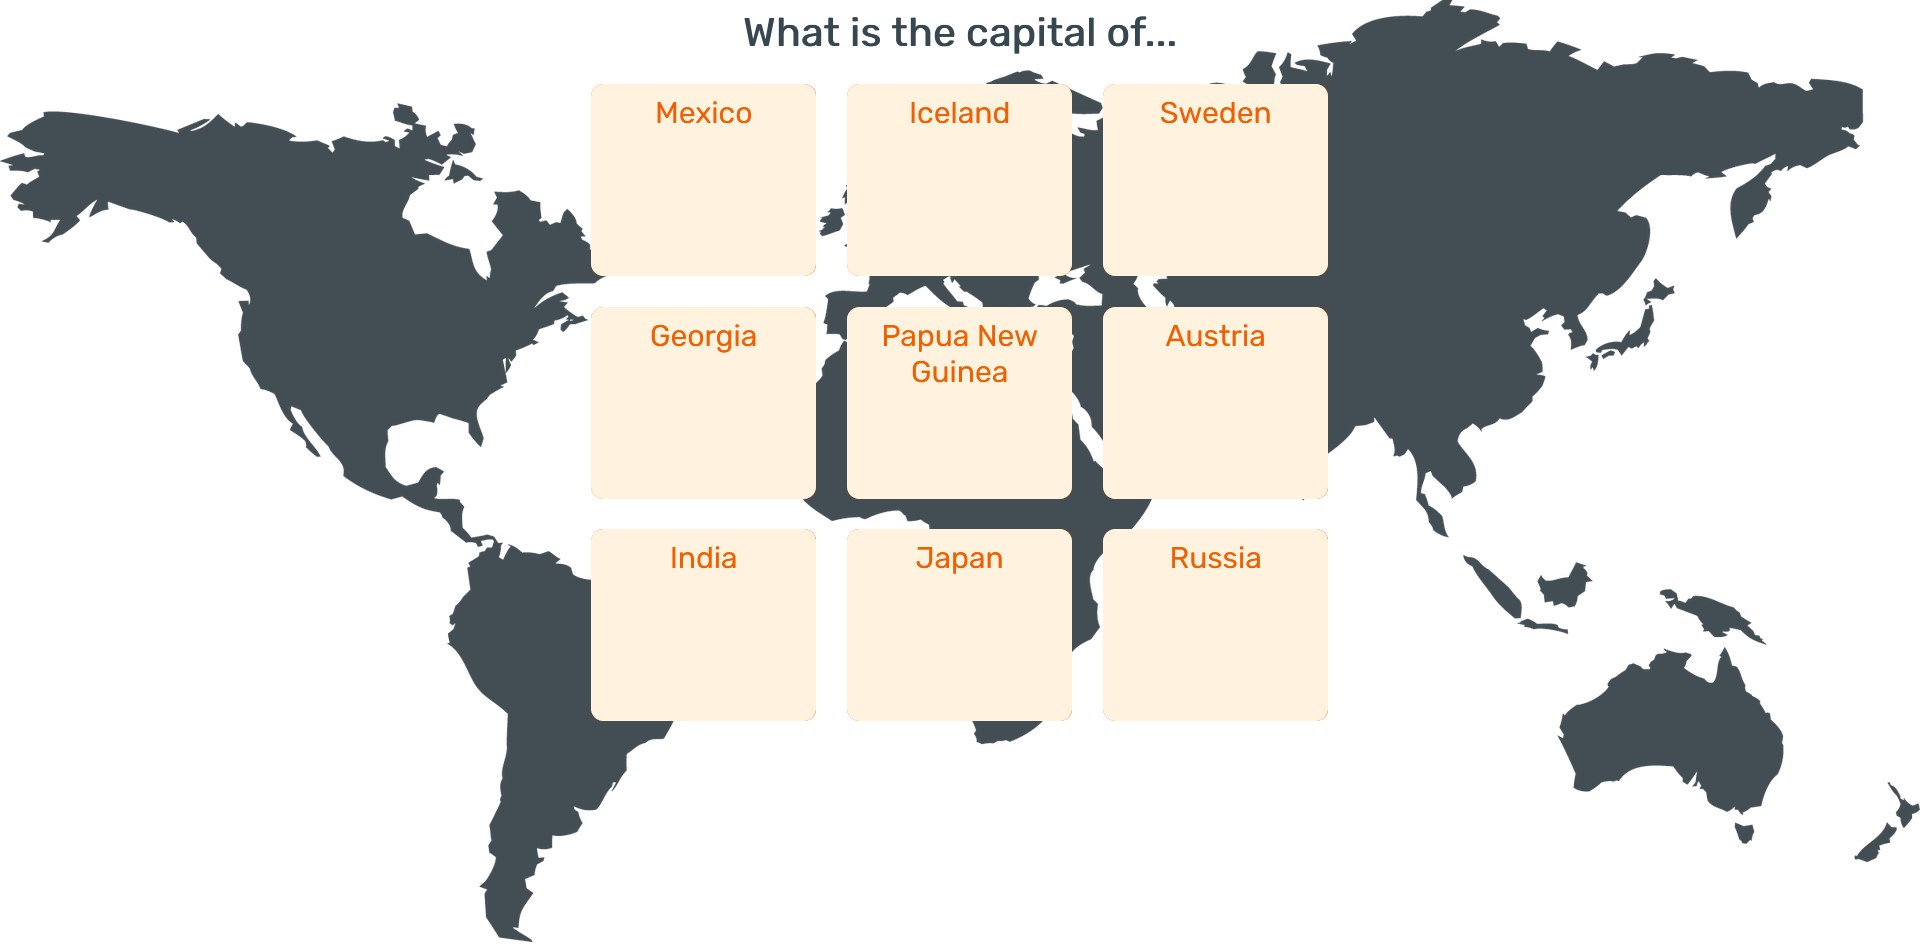 What is the capital of...
Mexico
Iceland
Sweden
Georgia
Papua New
Guinea
Austria
India
Japan
Russia